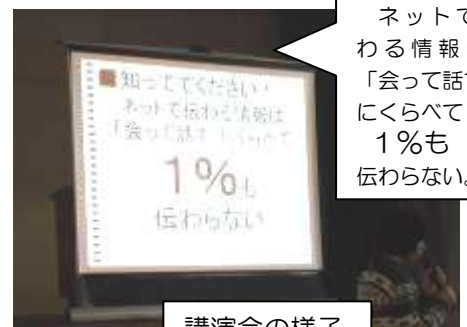 ■知っててください！
ネットで伝わる情報は
「会って話す」にくらべて
1%も
伝わらない
ネットで
わる情報
「会って話す
にくらべて
1%も
伝わらない。
講演会の様子